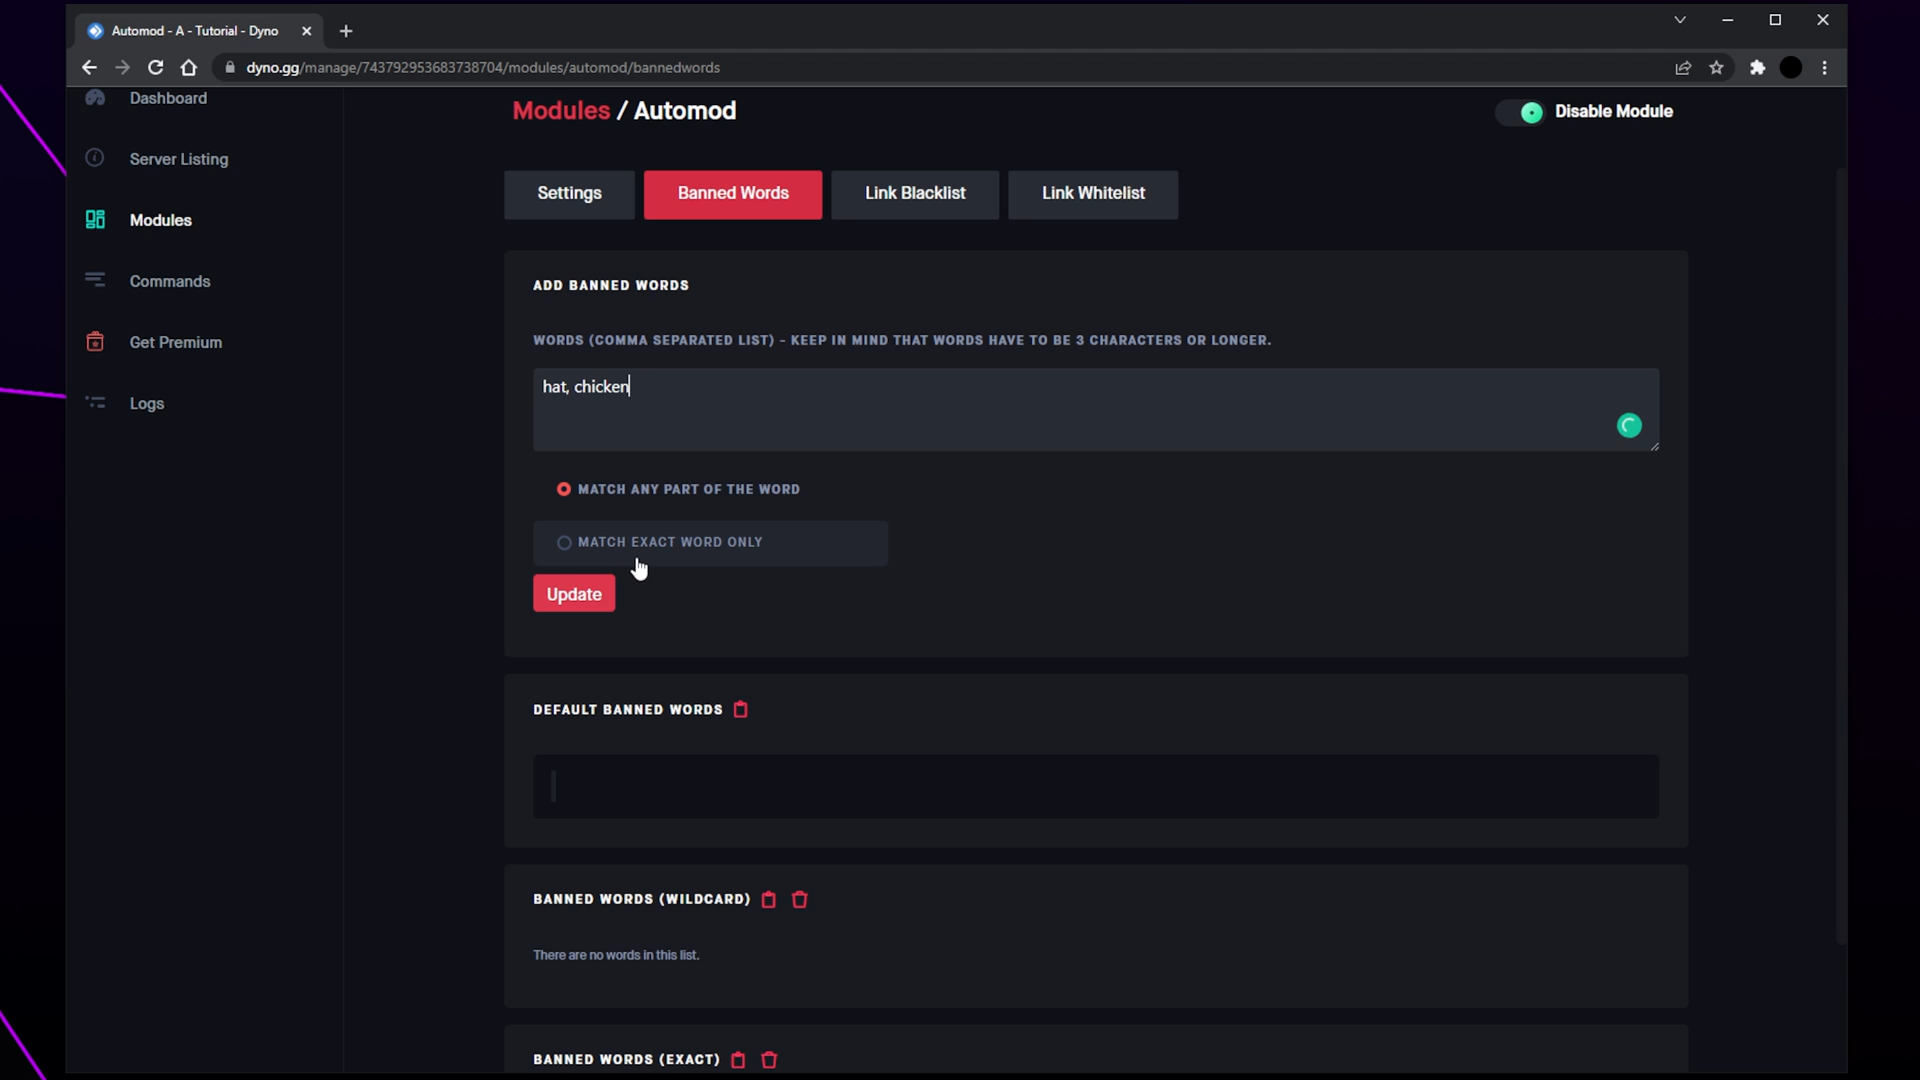 Automod - A - Tutorial - Dyno
dyno.gg/manage/743792953683738704/modules/automod/bannedwords
Dashboard
Server Listing
Modules
Commands
Get Premium
Logs
Modules / Automod
Disable Module
Settings
Banned Words
Link Blacklist
Link Whitelist
ADD BANNED WORDS
WORDS (COMMA SEPARATED LIST) - KEEP IN MIND THAT WORDS HAVE TO BE 3 CHARACTERS OR LONGER.
hat, chicken
MATCH ANY PART OF THE WORD
MATCH EXACT WORD ONLY
Update
DEFAULT BANNED WORDS
BANNED WORDS (WILDCARD)
There are no words in this list.
BANNED WORDS (EXACT)